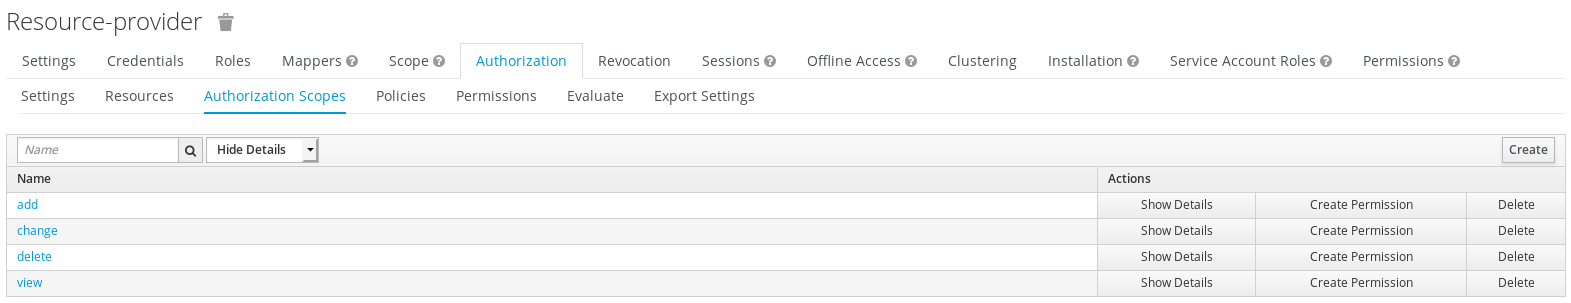 Resource-provider
Settings Credentials Roles Mappers Scope Authorization Revocation Sessions Offline Access Clustering Installation Service Account Roles Permissions
Settings Resources Authorization Scopes Policies Permissions Evaluate Export Settings
Name Hide Details Create
Name Actions
add Show Details Create Permission Delete
change Show Details Create Permission Delete
delete Show Details Create Permission Delete
view Show Details Create Permission Delete